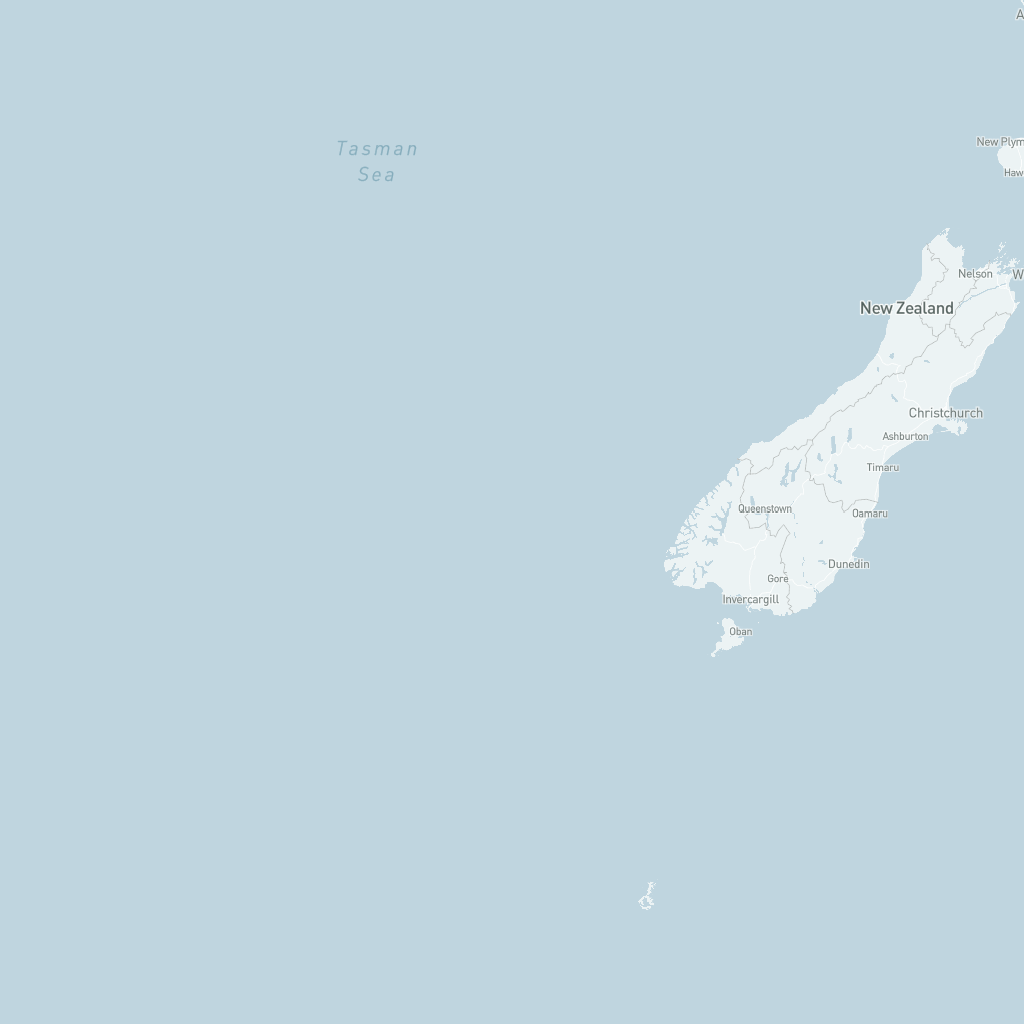 A
New Plym
Haw
Tasman
Sea
Nelson
W
New Zealand
Christchurch
Ashburton
Timaru
Queenstown
Oamaru
Dunedin
Gore
Invercargill
Oban